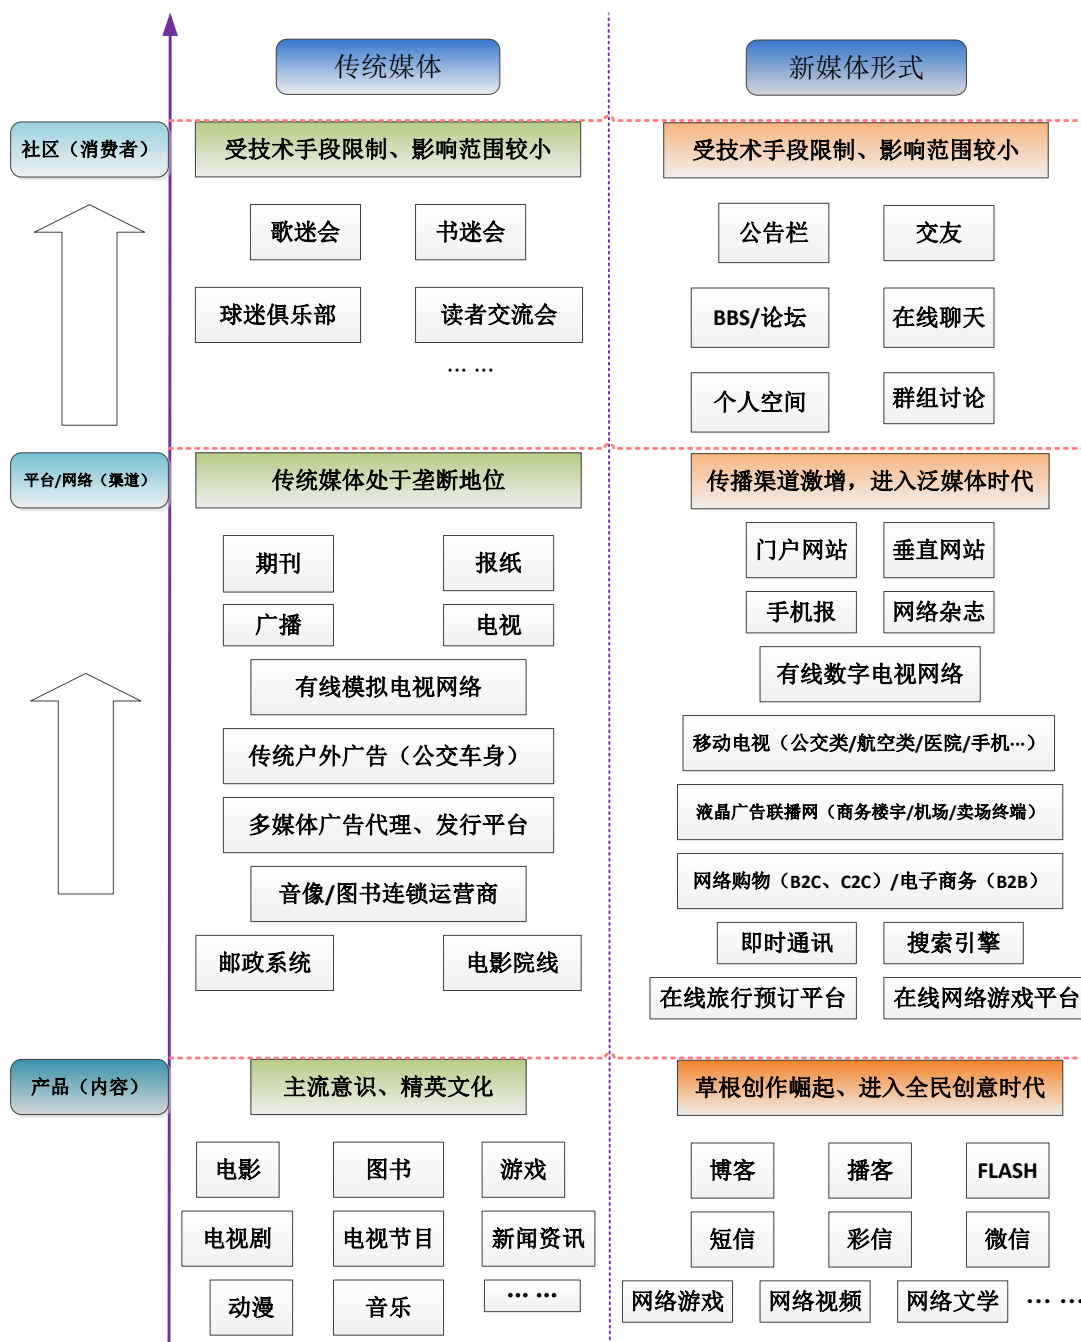 传统媒体
新媒体形式
社区（消费者）
受技术手段限制、影响范围较小
受技术手段限制、影响范围较小
歌迷会
书迷会
公告栏
交友
球迷俱乐部
读者交流会
BBS/论坛
在线聊天
... ...
个人空间
群组讨论
平台/网络（渠道）
传统媒体处于垄断地位
传播渠道激增，进入泛媒体时代
期刊
报纸
门户网站
垂直网站
广播
电视
手机报
网络杂志
有线模拟电视网络
有线数字电视网络
传统户外广告（公交车身）
移动电视（公交类/航空类/医院/手机…）
多媒体广告代理、发行平台
液晶广告联播网（商务楼宇/机场/卖场终端）
音像/图书连锁运营商
网络购物（B2C、C2C）/电子商务（B2B）
邮政系统
电影院线
即时通讯
搜索引擎
在线旅行预订平台
在线网络游戏平台
产品（内容）
主流意识、精英文化
草根创作崛起、进入全民创意时代
电影
图书
游戏
博客
播客
FLASH
电视剧
电视节目
新闻资讯
短信
彩信
微信
动漫
音乐
... ...
网络游戏
网络视频
网络文学
... ...